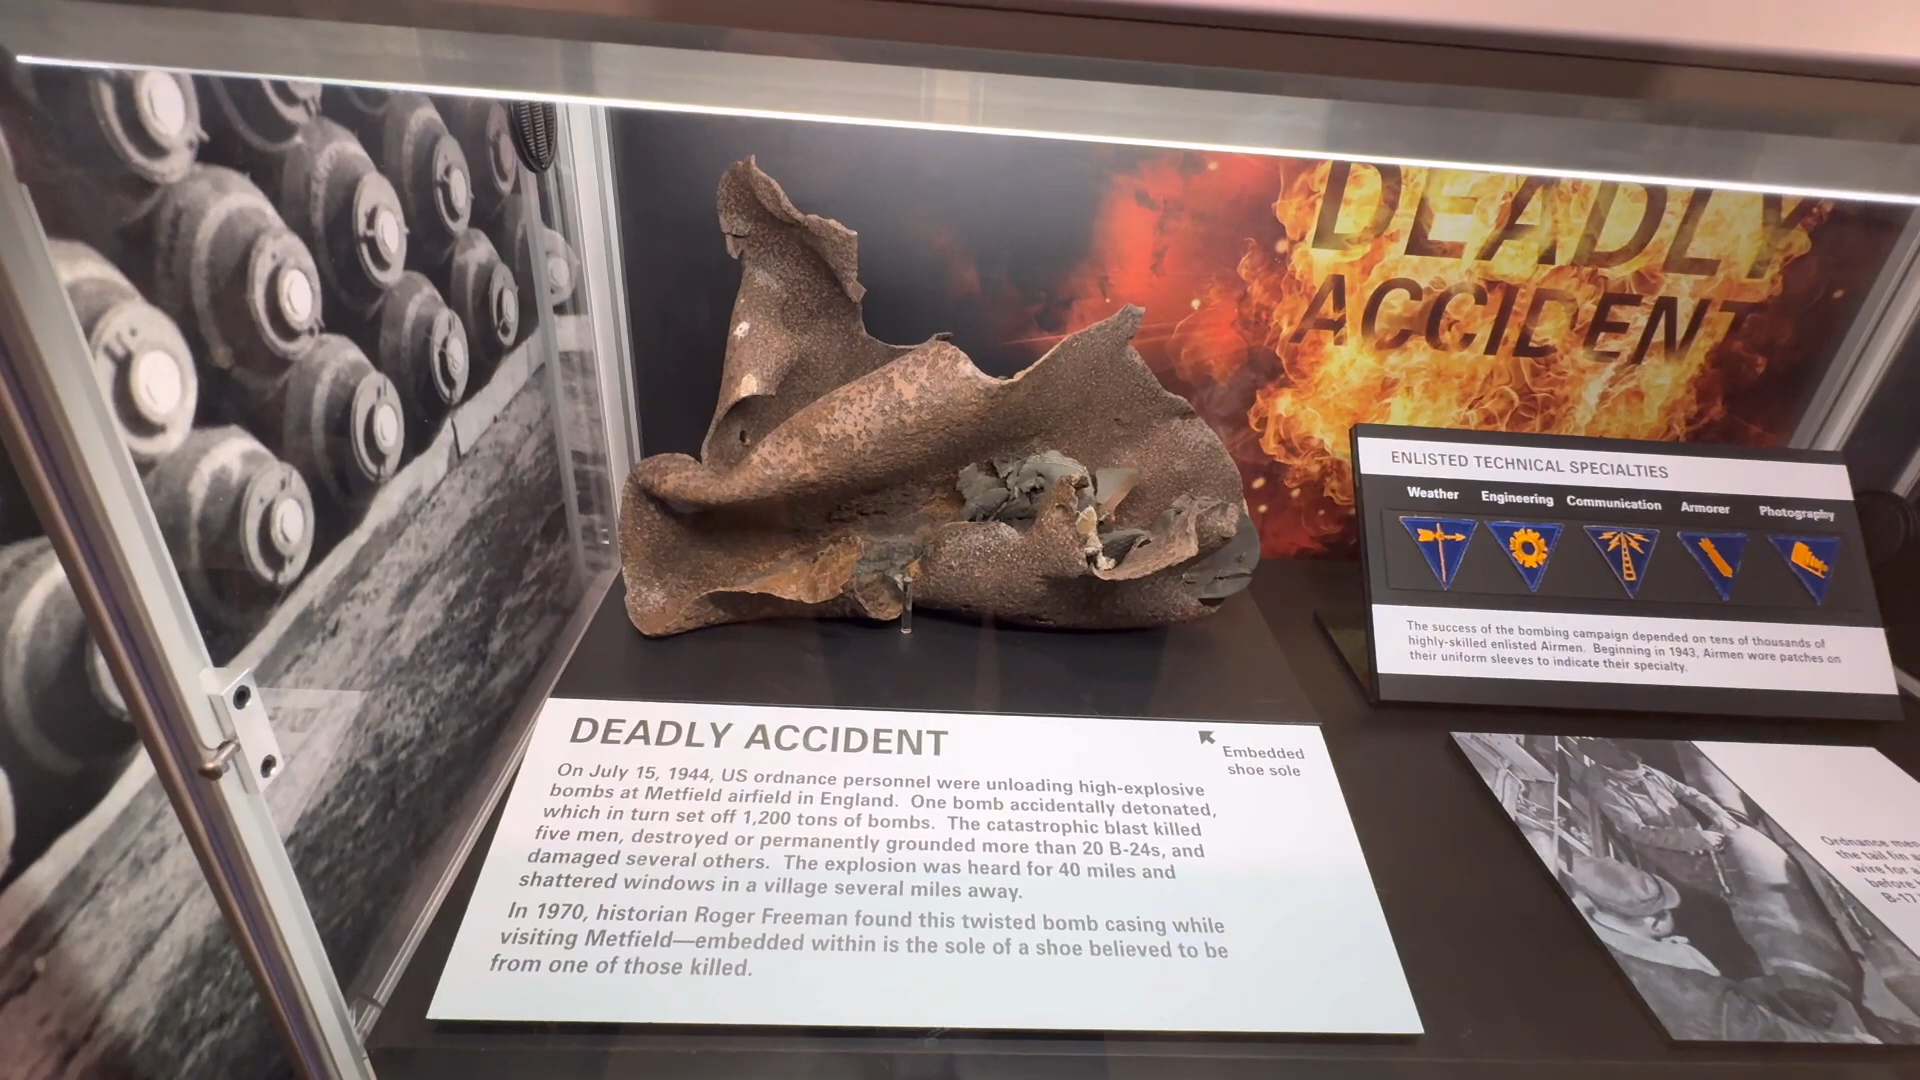 DEADLY
ACCIDENT
ENLISTED TECHNICAL SPECIALTIES
Weather Engineering Communication Armorer Photography
The success of the bombing campaign depended on tens of thousands of
highly-skilled enlisted Airmen. Beginning in 1943, Airmen wore patches on
their uniform sleeves to indicate their specialty.
DEADLY ACCIDENT
Embedded
shoe sole
On July 15, 1944, US ordnance personnel were unloading high-explosive
bombs at Metfield airfield in England. One bomb accidentally detonated,
which in turn set off 1,200 tons of bombs. The catastrophic blast killed
five men, destroyed or permanently grounded more than 20 B-24s, and
damaged several others. The explosion was heard for 40 miles and
shattered windows in a village several miles away.
In 1970, historian Roger Freeman found this twisted bomb casing while
visiting Metfield—embedded within is the sole of a shoe believed to be
from one of those killed.
Ordnance men
the tail fin a
wire for a
before
B-17